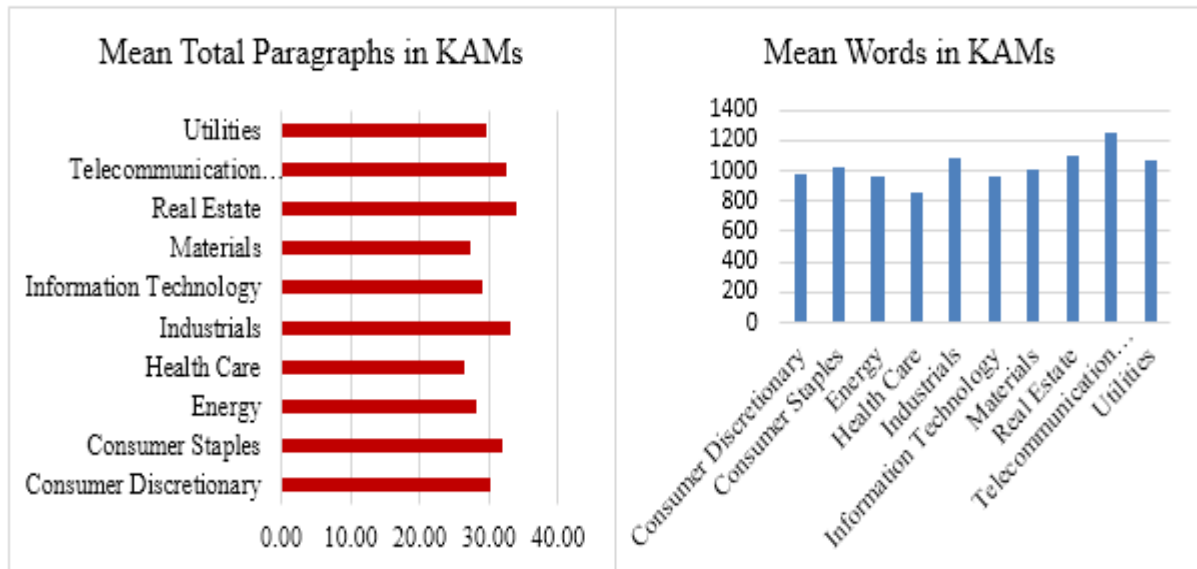 Mean Total Paragraphs in KAMs
Utilities
Telecommunication...
Real Estate
Materials
Information Technology
Industrials
Health Care
Energy
Consumer Staples
Consumer Discretionary
0.00 10.00 20.00 30.00 40.00
Mean Words in KAMs
1400
1200
1000
800
600
400
200
0
Consumer Discretionary
Consumer Staples
Energy
Health Care
Industrials
Information Technology
Materials
Real Estate
Telecommunication...
Utilities